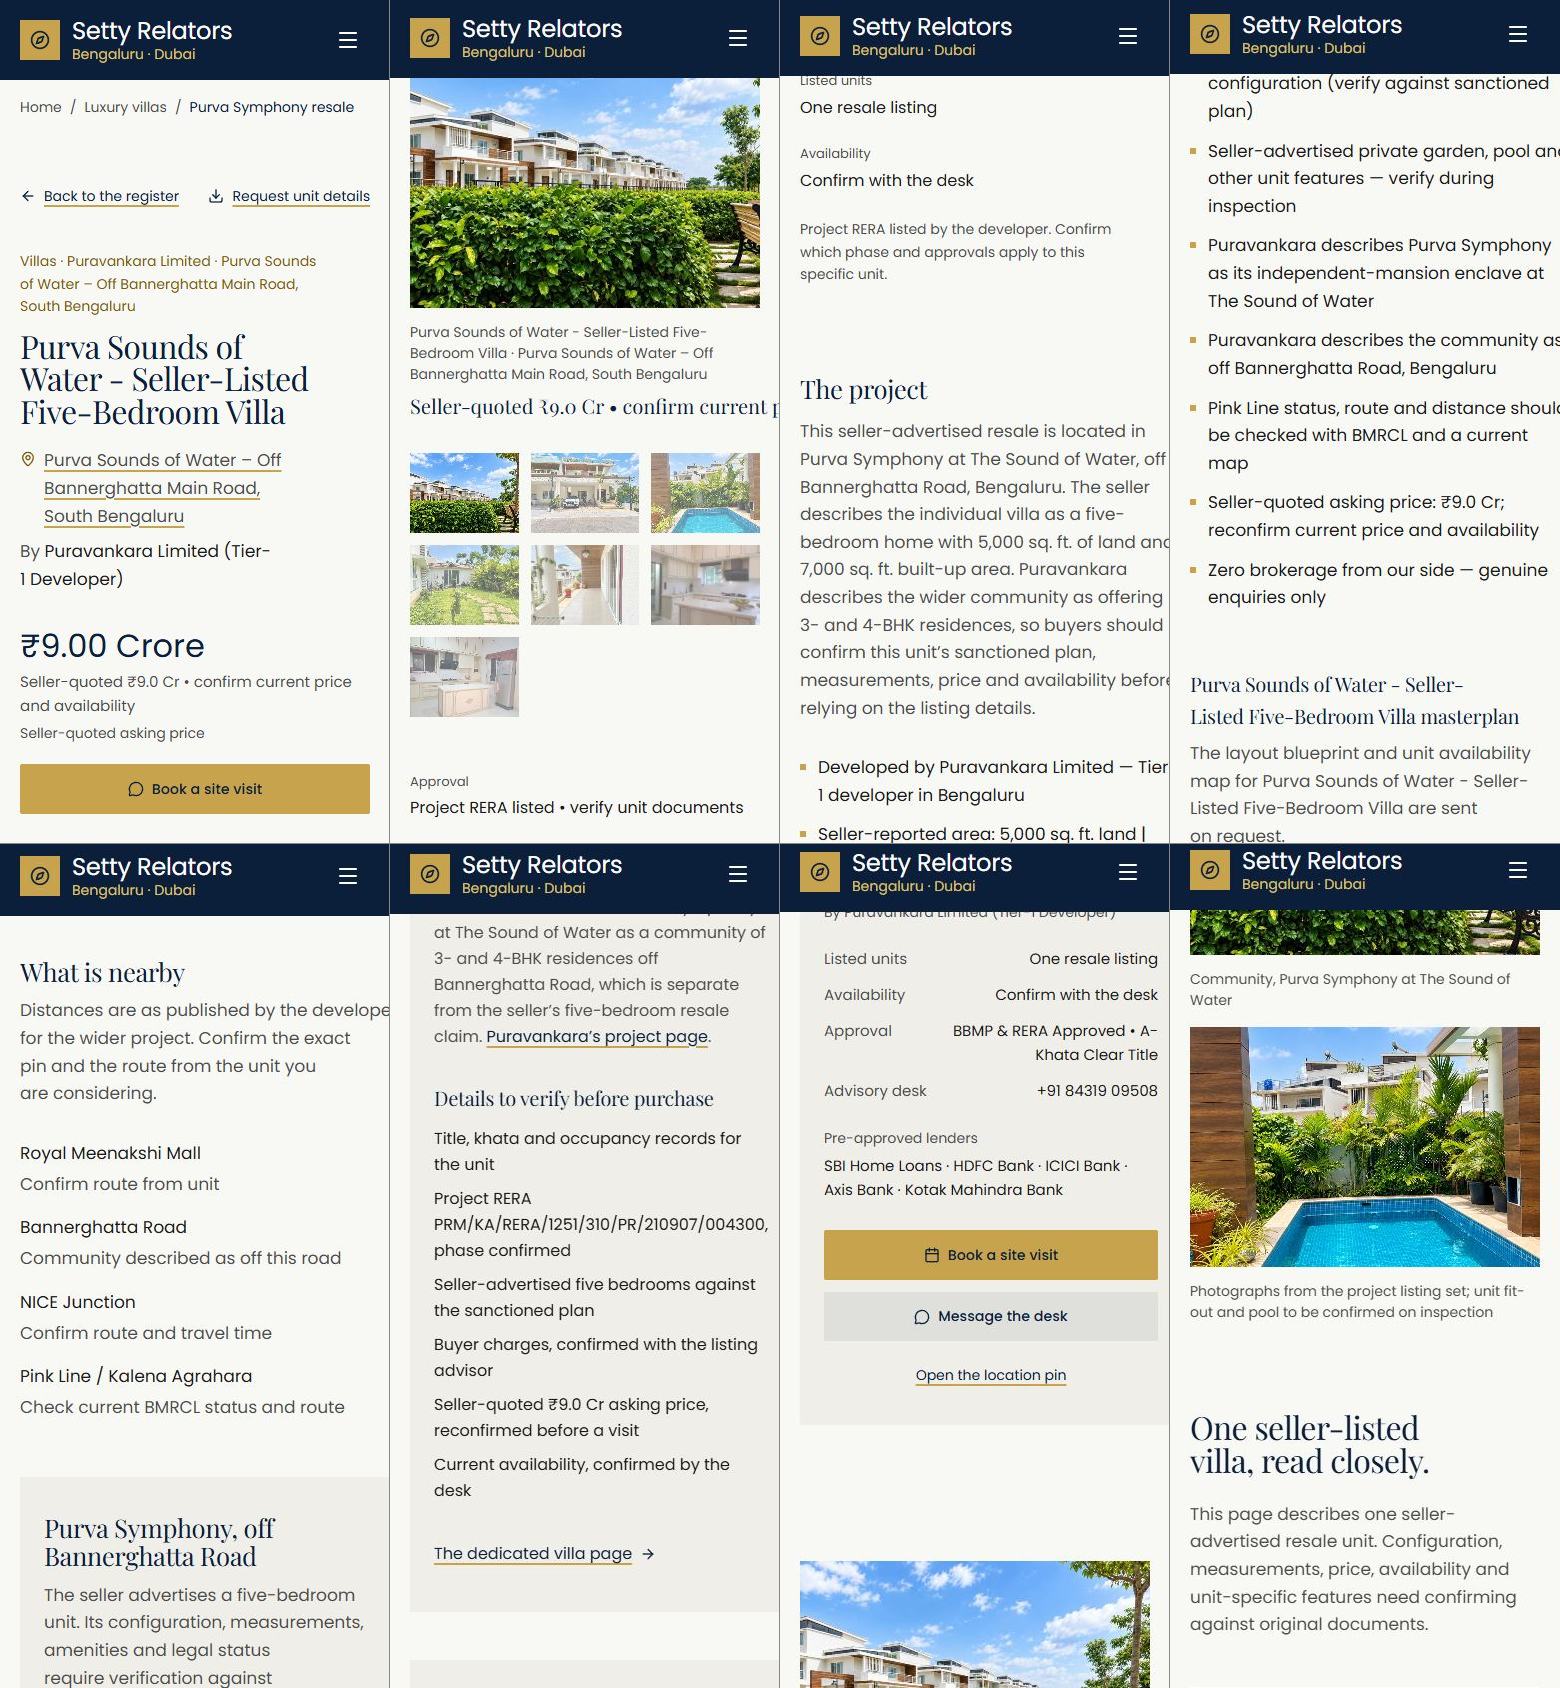 Setty Relators
Bengaluru · Dubai
Home / Luxury villas / Purva Symphony resale
Back to the register
Request unit details
Villas · Puravankara Limited · Purva Sounds
of Water – Off Bannerghatta Main Road,
South Bengaluru
Purva Sounds of
Water - Seller-Listed
Five-Bedroom Villa
Purva Sounds of Water – Off
Bannerghatta Main Road,
South Bengaluru
By Puravankara Limited (Tier-
1 Developer)
₹9.00 Crore
Seller-quoted ₹9.0 Cr • confirm current price
and availability
Seller-quoted asking price
Book a site visit
Setty Relators
Bengaluru · Dubai
Purva Sounds of Water - Seller-Listed Five-
Bedroom Villa · Purva Sounds of Water – Off
Bannerghatta Main Road, South Bengaluru
Seller-quoted ₹9.0 Cr • confirm current
Approval
Project RERA listed • verify unit documents
Setty Relators
Bengaluru · Dubai
Listed units
One resale listing
Availability
Confirm with the desk
Project RERA listed by the developer. Confirm
which phase and approvals apply to this
specific unit.
The project
This seller-advertised resale is located in
Purva Symphony at The Sound of Water, off
Bannerghatta Road, Bengaluru. The seller
describes the individual villa as a five-
bedroom home with 5,000 sq. ft. of land and
7,000 sq. ft. built-up area. Puravankara
describes the wider community as offering
3- and 4-BHK residences, so buyers should
confirm this unit’s sanctioned plan,
measurements, price and availability before
relying on the listing details.
Developed by Puravankara Limited — Tier
1 developer in Bengaluru
Seller-reported area: 5,000 sq. ft. land |
Setty Relators
Bengaluru · Dubai
configuration (verify against sanctioned
plan)
Seller-advertised private garden, pool and
other unit features — verify during
inspection
Puravankara describes Purva Symphony
as its independent-mansion enclave at
The Sound of Water
Puravankara describes the community as
off Bannerghatta Road, Bengaluru
Pink Line status, route and distance should
be checked with BMRCL and a current
map
Seller-quoted asking price: ₹9.0 Cr;
reconfirm current price and availability
Zero brokerage from our side — genuine
enquiries only
Purva Sounds of Water - Seller-
Listed Five-Bedroom Villa masterplan
The layout blueprint and unit availability
map for Purva Sounds of Water - Seller-
Listed Five-Bedroom Villa are sent
on request.
Setty Relators
Bengaluru · Dubai
What is nearby
Distances are as published by the develope
for the wider project. Confirm the exact
pin and the route from the unit you
are considering.
Royal Meenakshi Mall
Confirm route from unit
Bannerghatta Road
Community described as off this road
NICE Junction
Confirm route and travel time
Pink Line / Kalena Agrahara
Check current BMRCL status and route
Purva Symphony, off
Bannerghatta Road
The seller advertises a five-bedroom
unit. Its configuration, measurements,
amenities and legal status
require verification against
Setty Relators
Bengaluru · Dubai
at The Sound of Water as a community of
3- and 4-BHK residences off
Bannerghatta Road, which is separate
from the seller’s five-bedroom resale
claim. Puravankara’s project page.
Details to verify before purchase
Title, khata and occupancy records for
the unit
Project RERA
PRM/KA/RERA/1251/310/PR/210907/004300,
phase confirmed
Seller-advertised five bedrooms against
the sanctioned plan
Buyer charges, confirmed with the listing
advisor
Seller-quoted ₹9.0 Cr asking price,
reconfirmed before a visit
Current availability, confirmed by the
desk
The dedicated villa page
Setty Relators
Bengaluru · Dubai
By Puravankara Limited (Tier-1 Developer)
Listed units One resale listing
Availability Confirm with the desk
Approval BBMP & RERA Approved • A-
Khata Clear Title
Advisory desk +91 84319 09508
Pre-approved lenders
SBI Home Loans · HDFC Bank · ICICI Bank ·
Axis Bank · Kotak Mahindra Bank
Book a site visit
Message the desk
Open the location pin
Setty Relators
Bengaluru · Dubai
Community, Purva Symphony at The Sound of
Water
Photographs from the project listing set; unit fit-
out and pool to be confirmed on inspection
One seller-listed
villa, read closely.
This page describes one seller-
advertised resale unit. Configuration,
measurements, price, availability and
unit-specific features need confirming
against original documents.